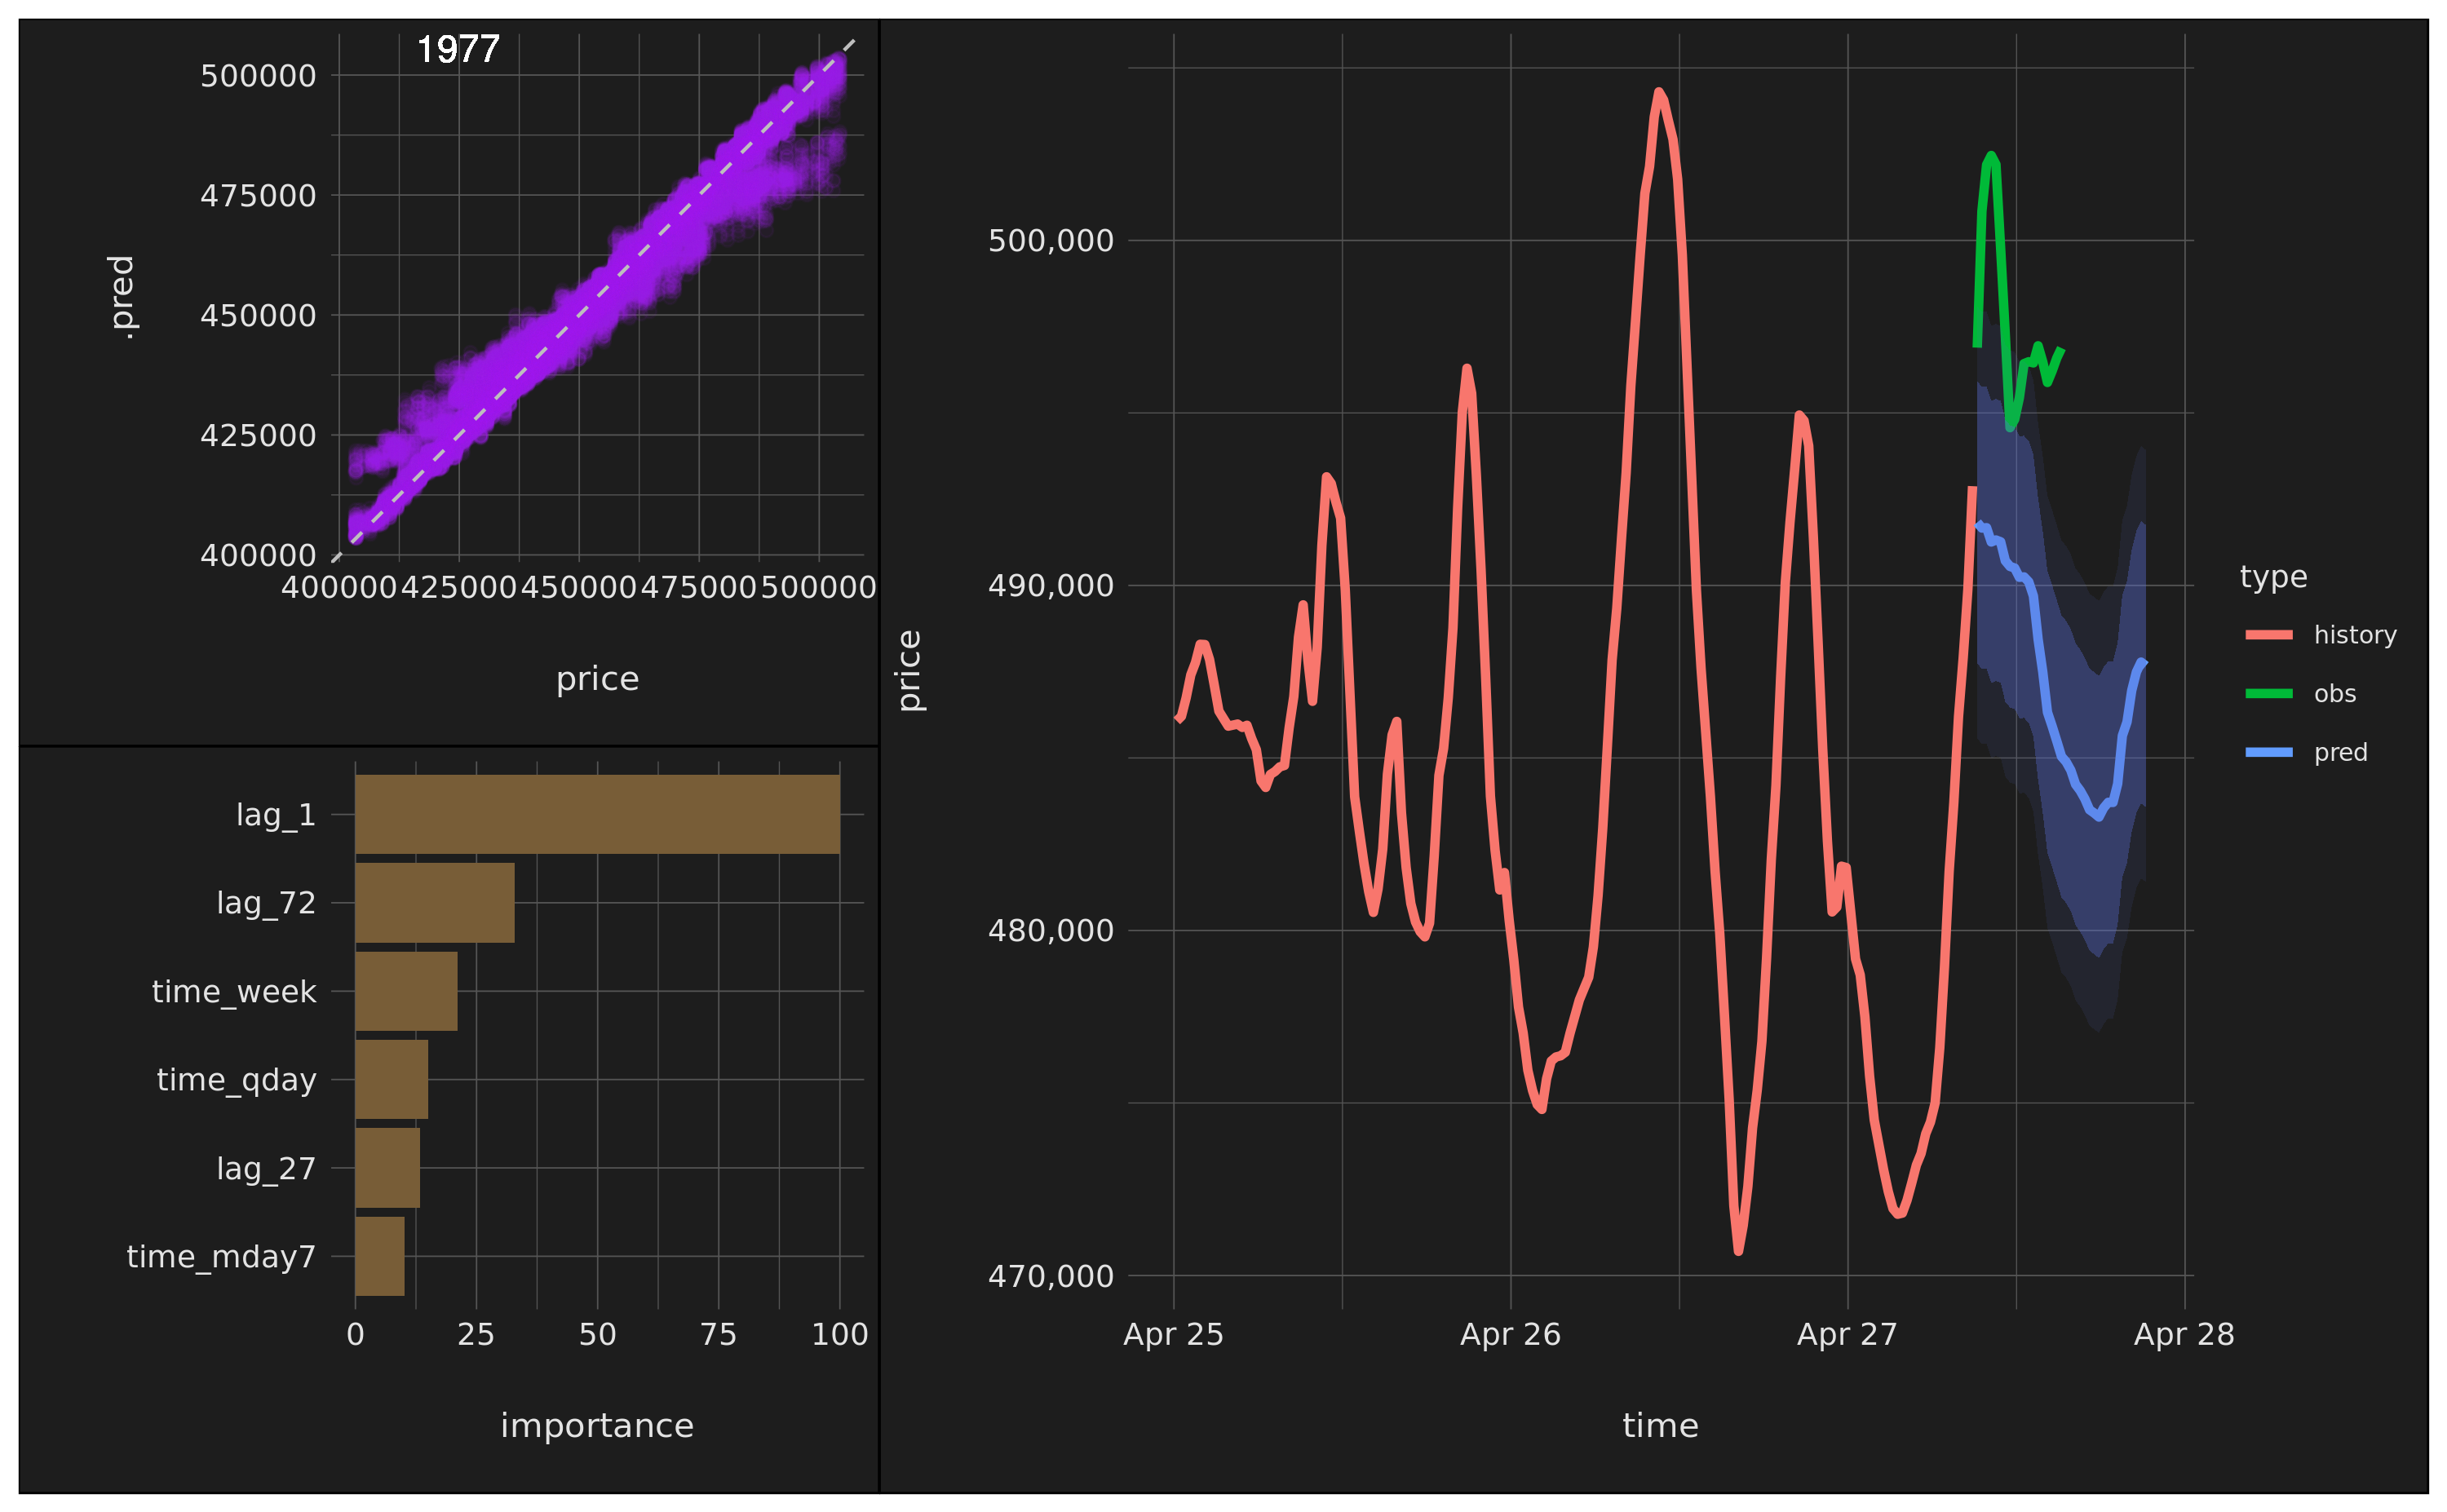 1977
500000
475000
450000
425000
400000
.pred
400000 425000 450000 475000 500000
price
lag_1
lag_72
time_week
time_qday
lag_27
time_mday7
0 25 50 75 100
importance
500,000
490,000
480,000
470,000
price
Apr 25 Apr 26 Apr 27 Apr 28
time
type
history
obs
pred